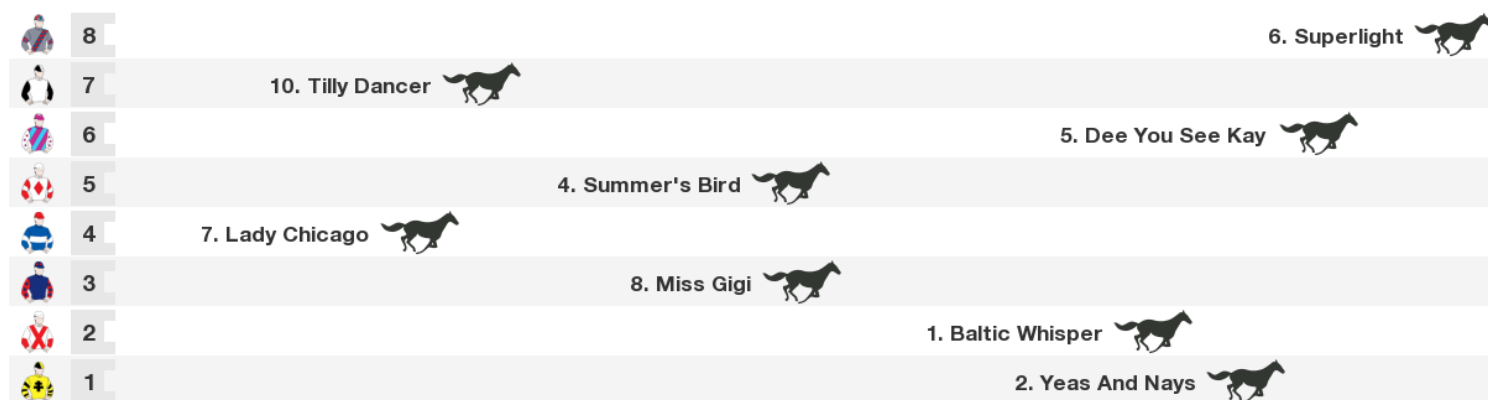 8 6. Superlight
7 10. Tilly Dancer
6 5. Dee You See Kay
5 4. Summer's Bird
4 7. Lady Chicago
3 8. Miss Gigi
2 1. Baltic Whisper
1 2. Yeas And Nays